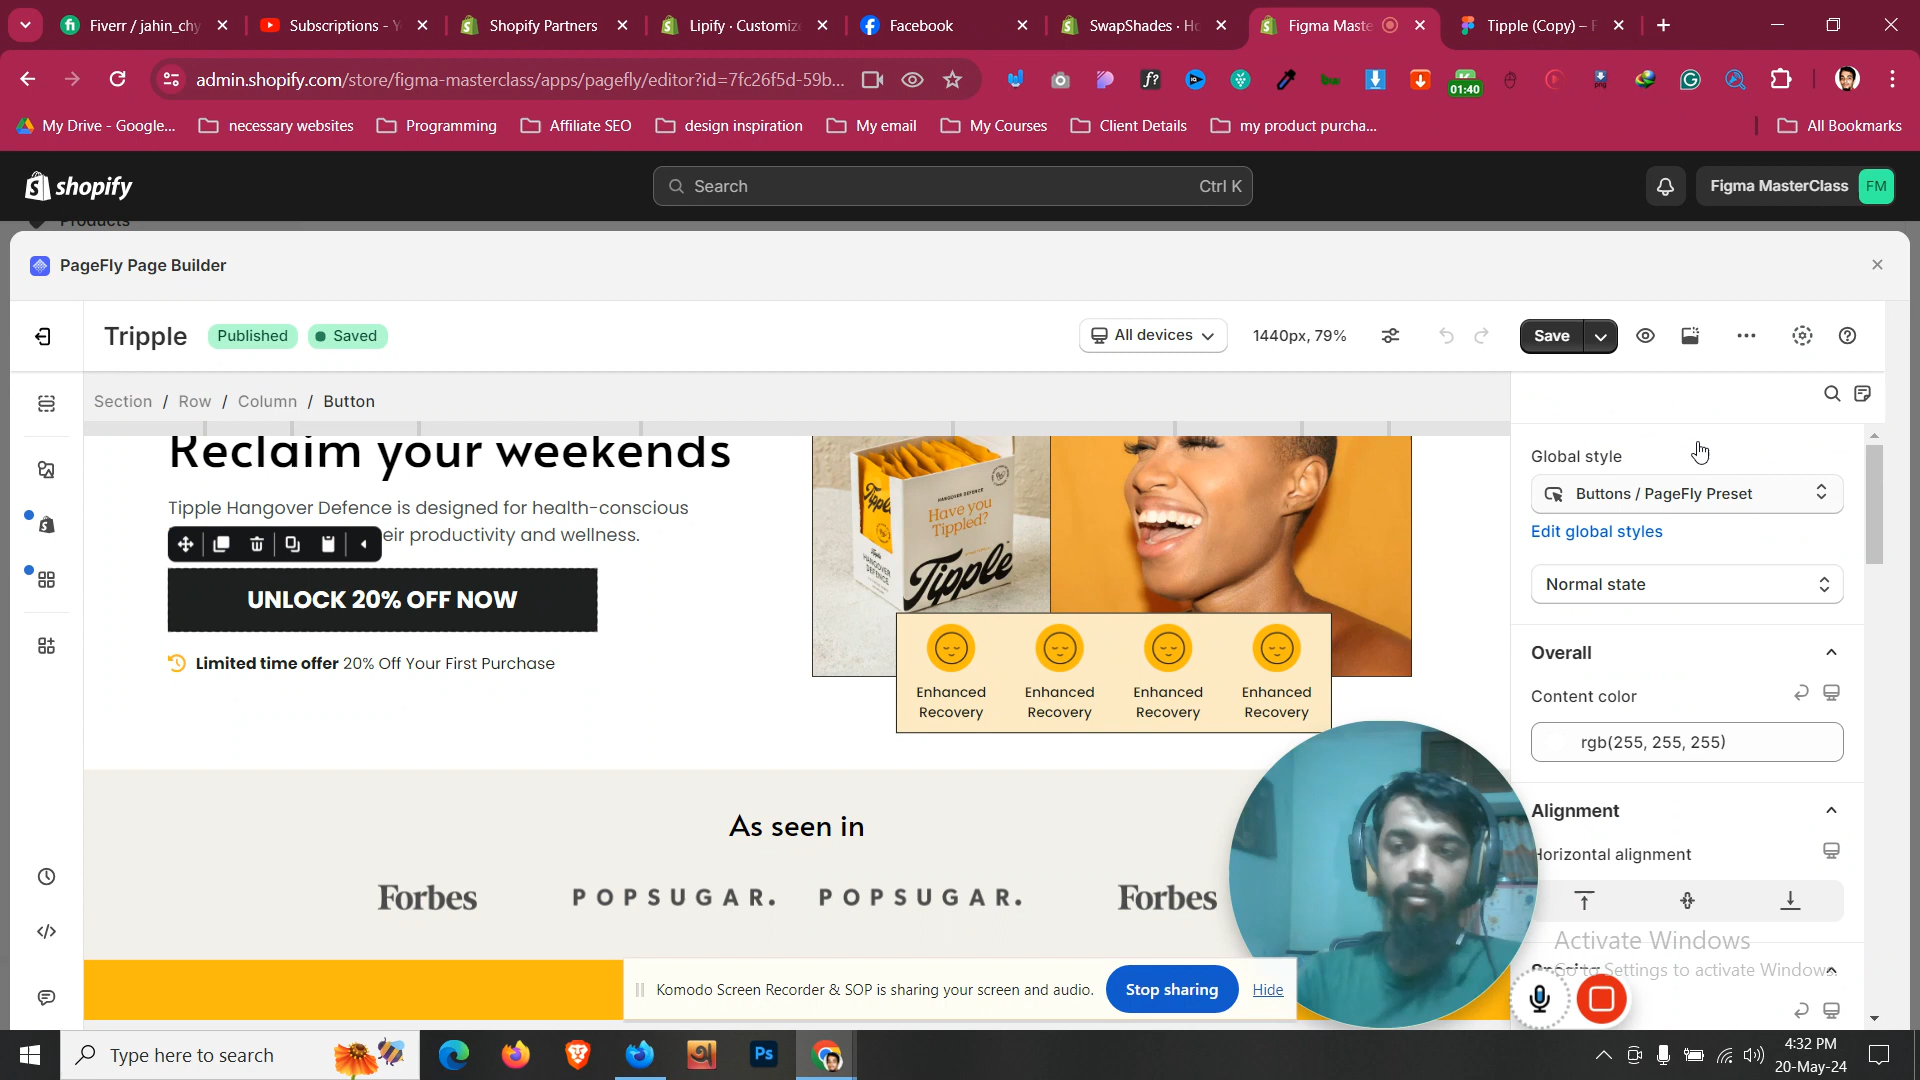 Fiverr / jahin_chy
Subscriptions - Y
Shopify Partners
Lipify · Customiz
Facebook
SwapShades · Ho
Figma Maste
Tipple (Copy) – F
admin.shopify.com/store/figma-masterclass/apps/pagefly/editor?id=7fc26f5d-59b...
01:40
My Drive - Google...
necessary websites
Programming
Affiliate SEO
design inspiration
My email
My Courses
Client Details
my product purcha...
All Bookmarks
shopify
Search
Ctrl K
Figma MasterClass
FM
Products
PageFly Page Builder
Tripple
Published
Saved
All devices
1440px, 79%
Save
Section / Row / Column / Button
Reclaim your weekends
Tipple Hangover Defence is designed for health-conscious
eir productivity and wellness.
UNLOCK 20% OFF NOW
Limited time offer 20% Off Your First Purchase
Have you
Tippled?
Tipple
HANGOVER
DEFENCE
Enhanced
Recovery
Enhanced
Recovery
Enhanced
Recovery
Enhanced
Recovery
As seen in
Forbes
POPSUGAR.
POPSUGAR.
Forbes
Global style
Buttons / PageFly Preset
Edit global styles
Normal state
Overall
Content color
rgb(255, 255, 255)
Alignment
Horizontal alignment
Activate Windows
Go to Settings to activate Windows.
Komodo Screen Recorder & SOP is sharing your screen and audio.
Stop sharing
Hide
Type here to search
Ps
4:32 PM
20-May-24